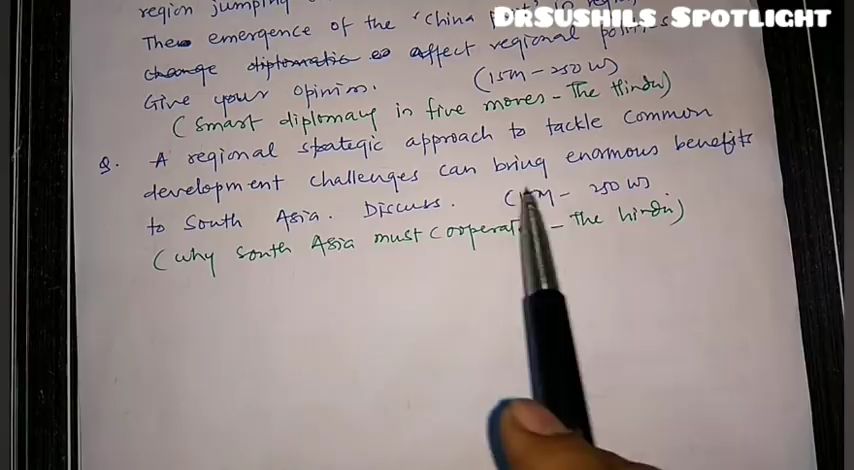 region jumping
DRSUSHILS SPOTLIGHT
The emergence of the "China
change diplomatic affect regional politics
Give your opinion. (15M - 250 W)
(Smart diplomacy in five moves - The Hindu)
Q. A regional strategic approach to tackle common
development challenges can bring enormous benefits
to South Asia. Discuss. (15M - 250 W)
(Why South Asia must cooperate - The hindu)